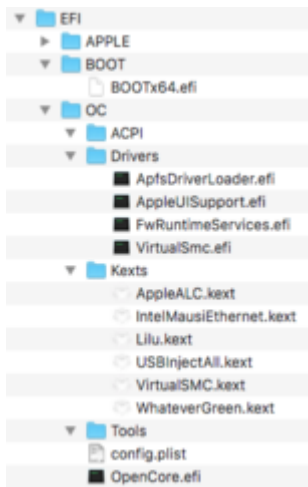 EFI
APPLE
BOOT
BOOTx64.efi
OC
ACPI
Drivers
ApfsDriverLoader.efi
AppleUISupport.efi
FwRuntimeServices.efi
VirtualSmc.efi
Kexts
AppleALC.kext
IntelMausiEthernet.kext
Lilu.kext
USBInjectAll.kext
VirtualSMC.kext
WhateverGreen.kext
Tools
config.plist
OpenCore.efi